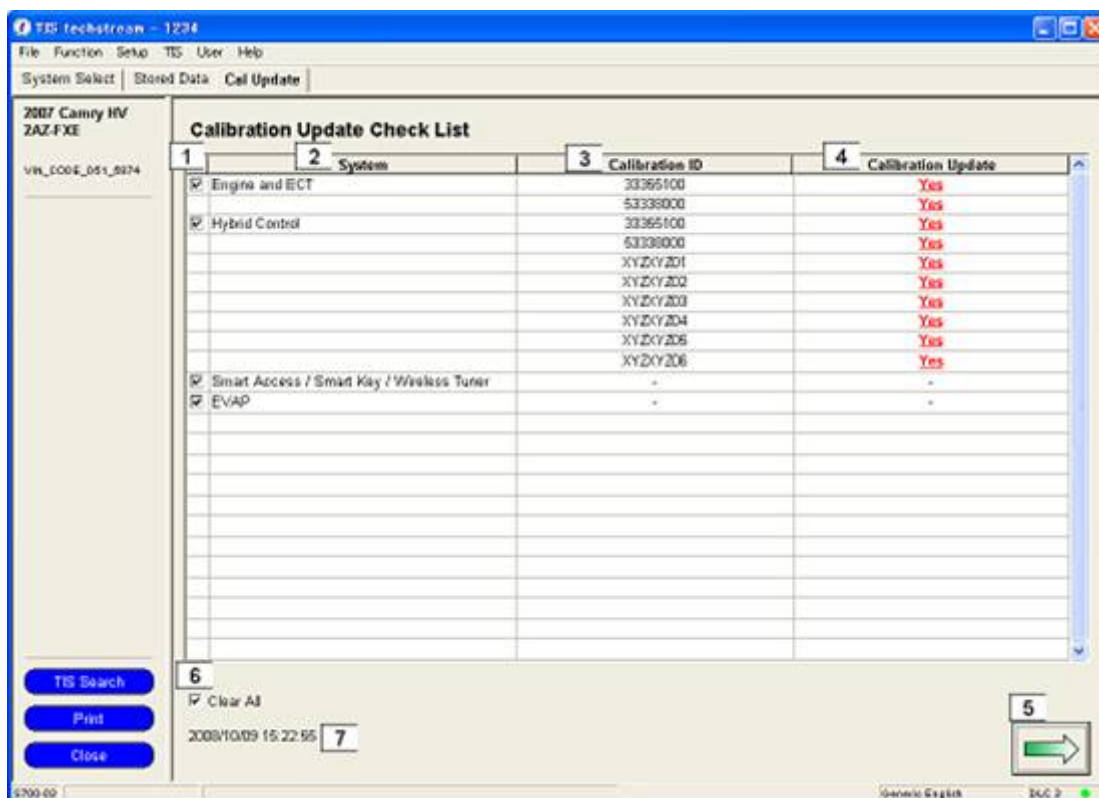 TIS techstream - 1234
File Function Setup TIS User Help
System Select Stored Data Cal Update
2007 Camry HV
2AZ-FXE
VIN_CODE_051_5974
Calibration Update Check List
1 2 System 3 Calibration ID 4 Calibration Update
Engine and ECT 33365100 Yes
53338000 Yes
Hybrid Control 33365100 Yes
53338000 Yes
XYZXYZ01 Yes
XYZXYZ02 Yes
XYZXYZ03 Yes
XYZXYZ04 Yes
XYZXYZ05 Yes
XYZXYZ06 Yes
Smart Access / Smart Key / Wireless Tuner - -
EVAP - -
6
Clear All
2008/10/09 15:22:55 7
5
TIS Search
Print
Close
S700-02 Generic English DLC 3